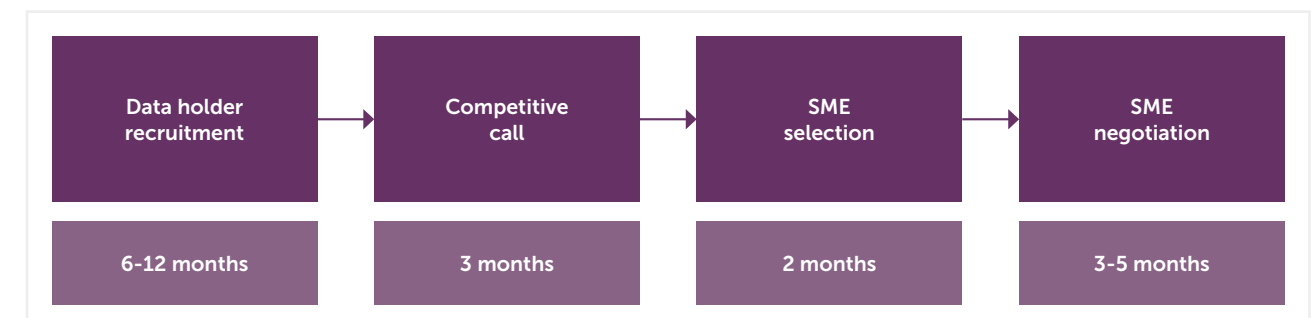 Data holder
recruitment
Competitive
call
SME
selection
SME
negotiation
6-12 months
3 months
2 months
3-5 months